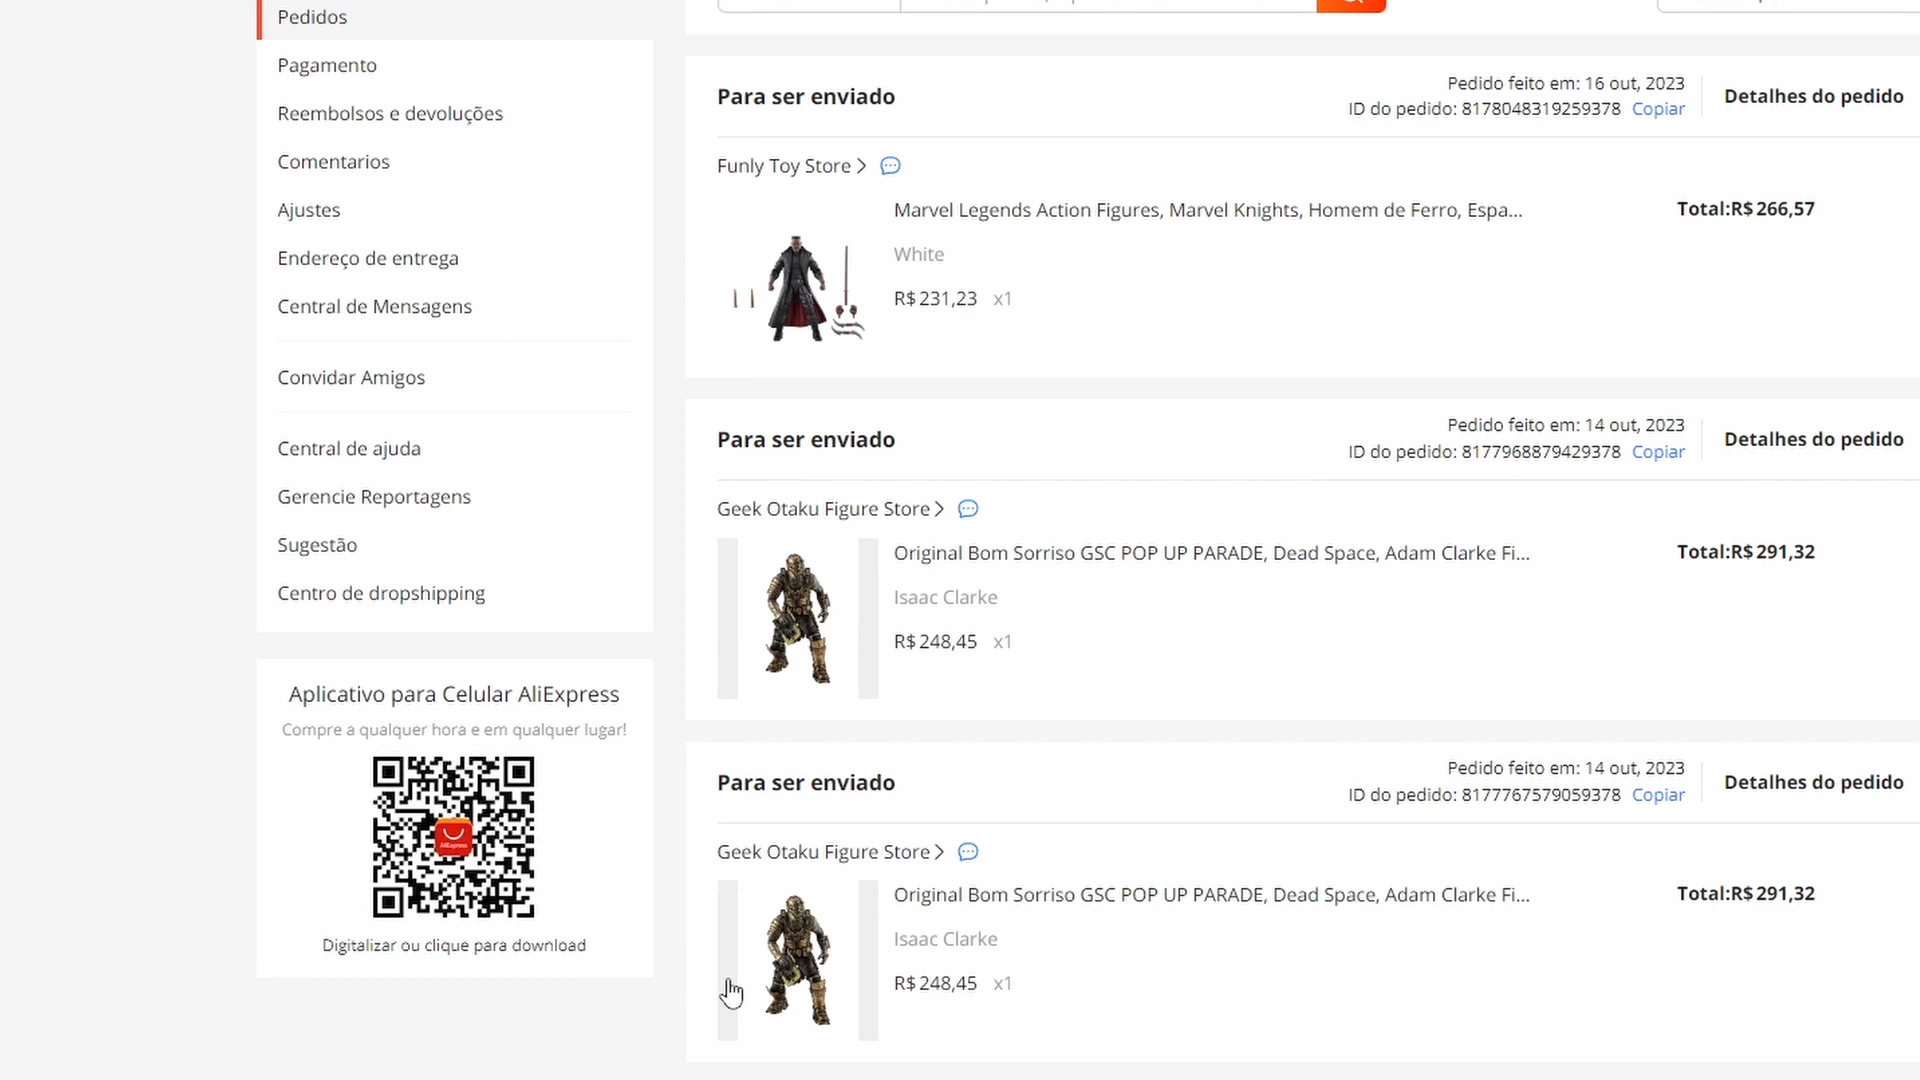 Pedidos
Pagamento
Reembolsos e devoluções
Comentarios
Ajustes
Endereço de entrega
Central de Mensagens
Convidar Amigos
Central de ajuda
Gerencie Reportagens
Sugestão
Centro de dropshipping
Aplicativo para Celular AliExpress
Compre a qualquer hora e em qualquer lugar!
AliExpress
Digitalizar ou clique para download
Para ser enviado
Pedido feito em: 16 out, 2023
ID do pedido: 8178048319259378 Copiar
Detalhes do pedido
Funly Toy Store
Marvel Legends Action Figures, Marvel Knights, Homem de Ferro, Espa...
Total:R$266,57
White
R$231,23 x1
Para ser enviado
Pedido feito em: 14 out, 2023
ID do pedido: 8177968879429378 Copiar
Detalhes do pedido
Geek Otaku Figure Store
Original Bom Sorriso GSC POP UP PARADE, Dead Space, Adam Clarke Fi...
Total:R$291,32
Isaac Clarke
R$248,45 x1
Para ser enviado
Pedido feito em: 14 out, 2023
ID do pedido: 8177767579059378 Copiar
Detalhes do pedido
Geek Otaku Figure Store
Original Bom Sorriso GSC POP UP PARADE, Dead Space, Adam Clarke Fi...
Total:R$291,32
Isaac Clarke
R$248,45 x1